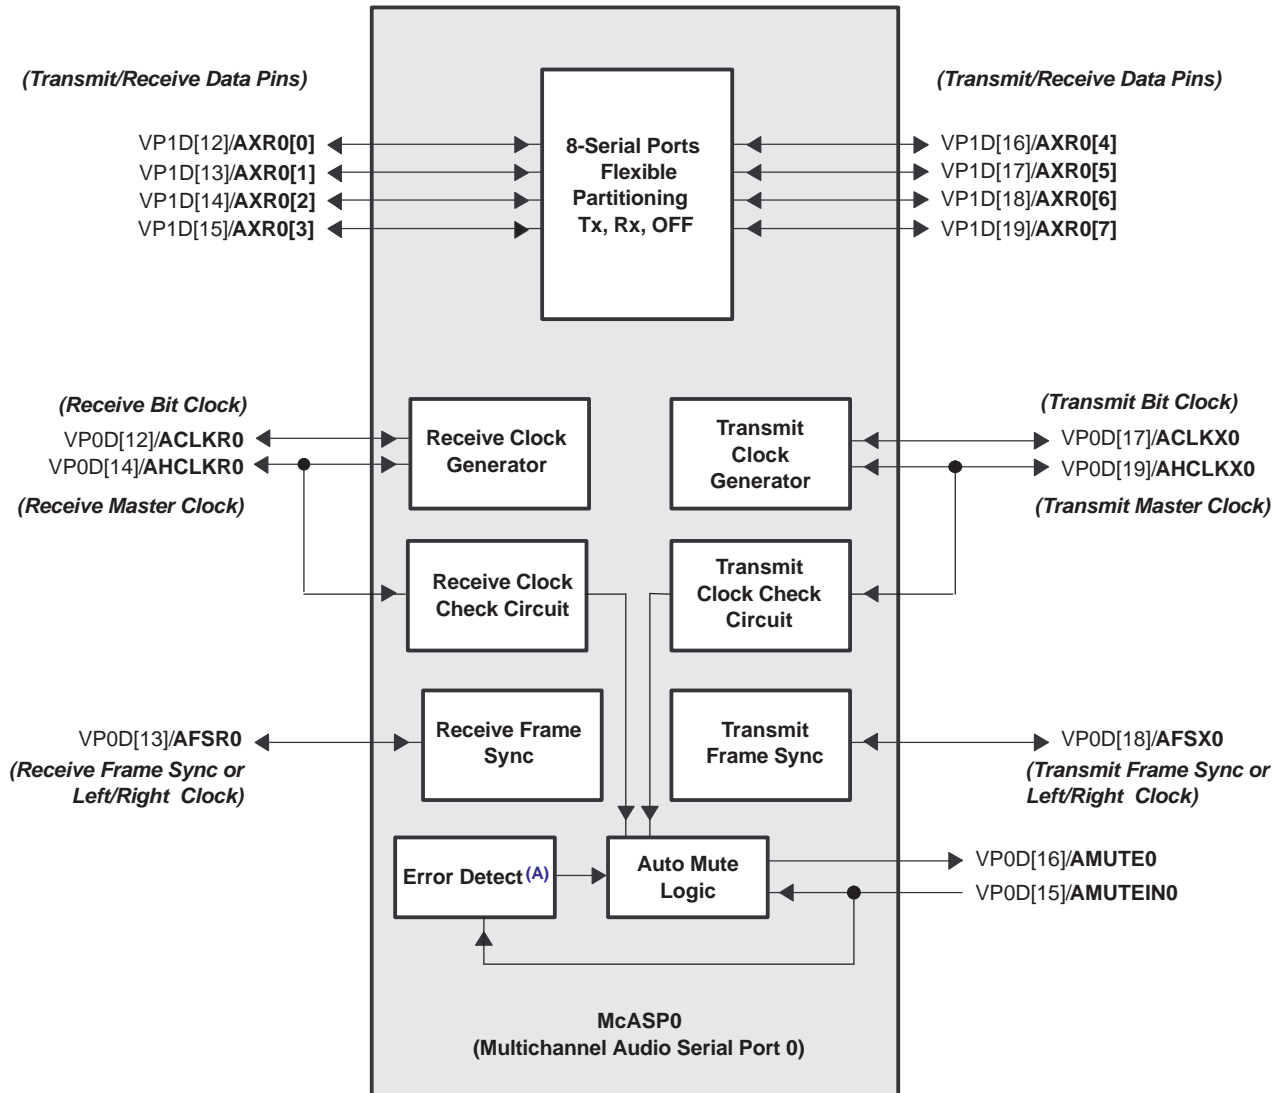 (Transmit/Receive Data Pins)
(Transmit/Receive Data Pins)
VP1D[12]/AXR0[0]
VP1D[13]/AXR0[1]
VP1D[14]/AXR0[2]
VP1D[15]/AXR0[3]
8-Serial Ports
Flexible
Partitioning
Tx, Rx, OFF
VP1D[16]/AXR0[4]
VP1D[17]/AXR0[5]
VP1D[18]/AXR0[6]
VP1D[19]/AXR0[7]
(Receive Bit Clock)
VP0D[12]/ACLKR0
VP0D[14]/AHCLKR0
(Receive Master Clock)
Receive Clock
Generator
Transmit
Clock
Generator
(Transmit Bit Clock)
VP0D[17]/ACLKX0
VP0D[19]/AHCLKX0
(Transmit Master Clock)
Receive Clock
Check Circuit
Transmit
Clock Check
Circuit
VP0D[13]/AFSR0
(Receive Frame Sync or
Left/Right Clock)
Receive Frame
Sync
Transmit
Frame Sync
VP0D[18]/AFSX0
(Transmit Frame Sync or
Left/Right Clock)
Error Detect(A)
Auto Mute
Logic
VP0D[16]/AMUTE0
VP0D[15]/AMUTEIN0
McASP0
(Multichannel Audio Serial Port 0)